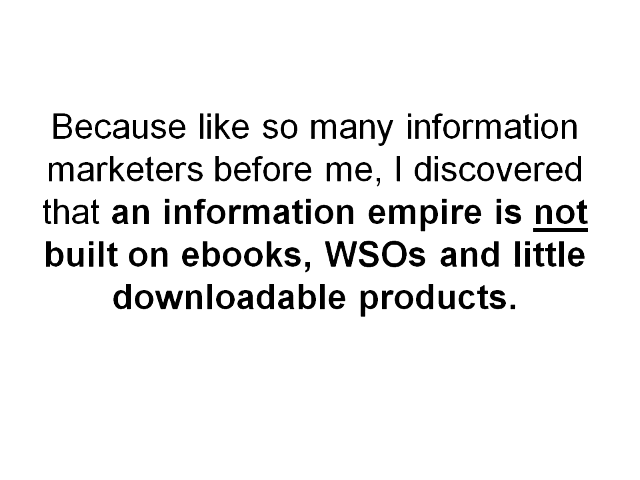 Because like so many information
marketers before me, I discovered
that an information empire is not
built on ebooks, WSOs and little
downloadable products.